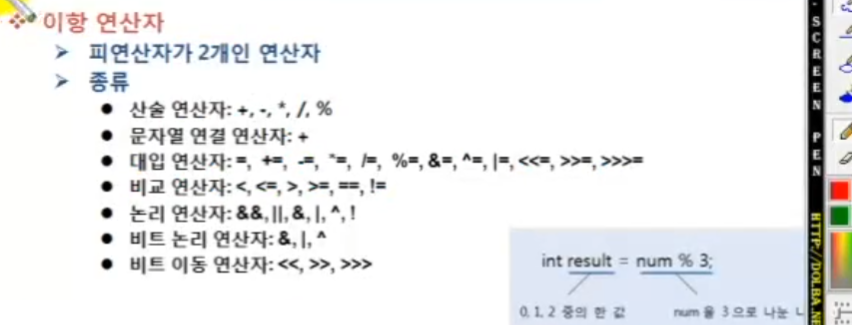 이항 연산자
피연산자가 2개인 연산자
종류
산술 연산자: +, -, *, /, %
문자열 연결 연산자: +
대입 연산자: =, +=, -=, *=, /=, %=, &=, ^=, |=, <<=, >>=, >>>=
비교 연산자: <, <=, >, >=, ==, !=
논리 연산자: &&, ||, &, |, ^, !
비트 논리 연산자: &, |, ^
비트 이동 연산자: <<, >>, >>>
int result = num % 3;
0, 1, 2 중의 한 값
num 을 3 으로 나눈
- SCREEN PEN
HTTP://DOLBA.NE